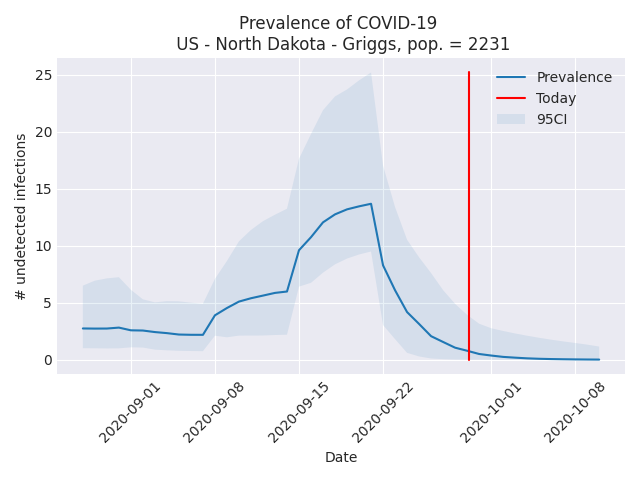 Prevalence of COVID-19
US - North Dakota - Griggs, pop. = 2231
25
20
15
10
5
0
# undetected infections
Prevalence
Today
95CI
2020-09-01
2020-09-08
2020-09-15
2020-09-22
2020-10-01
2020-10-08
Date